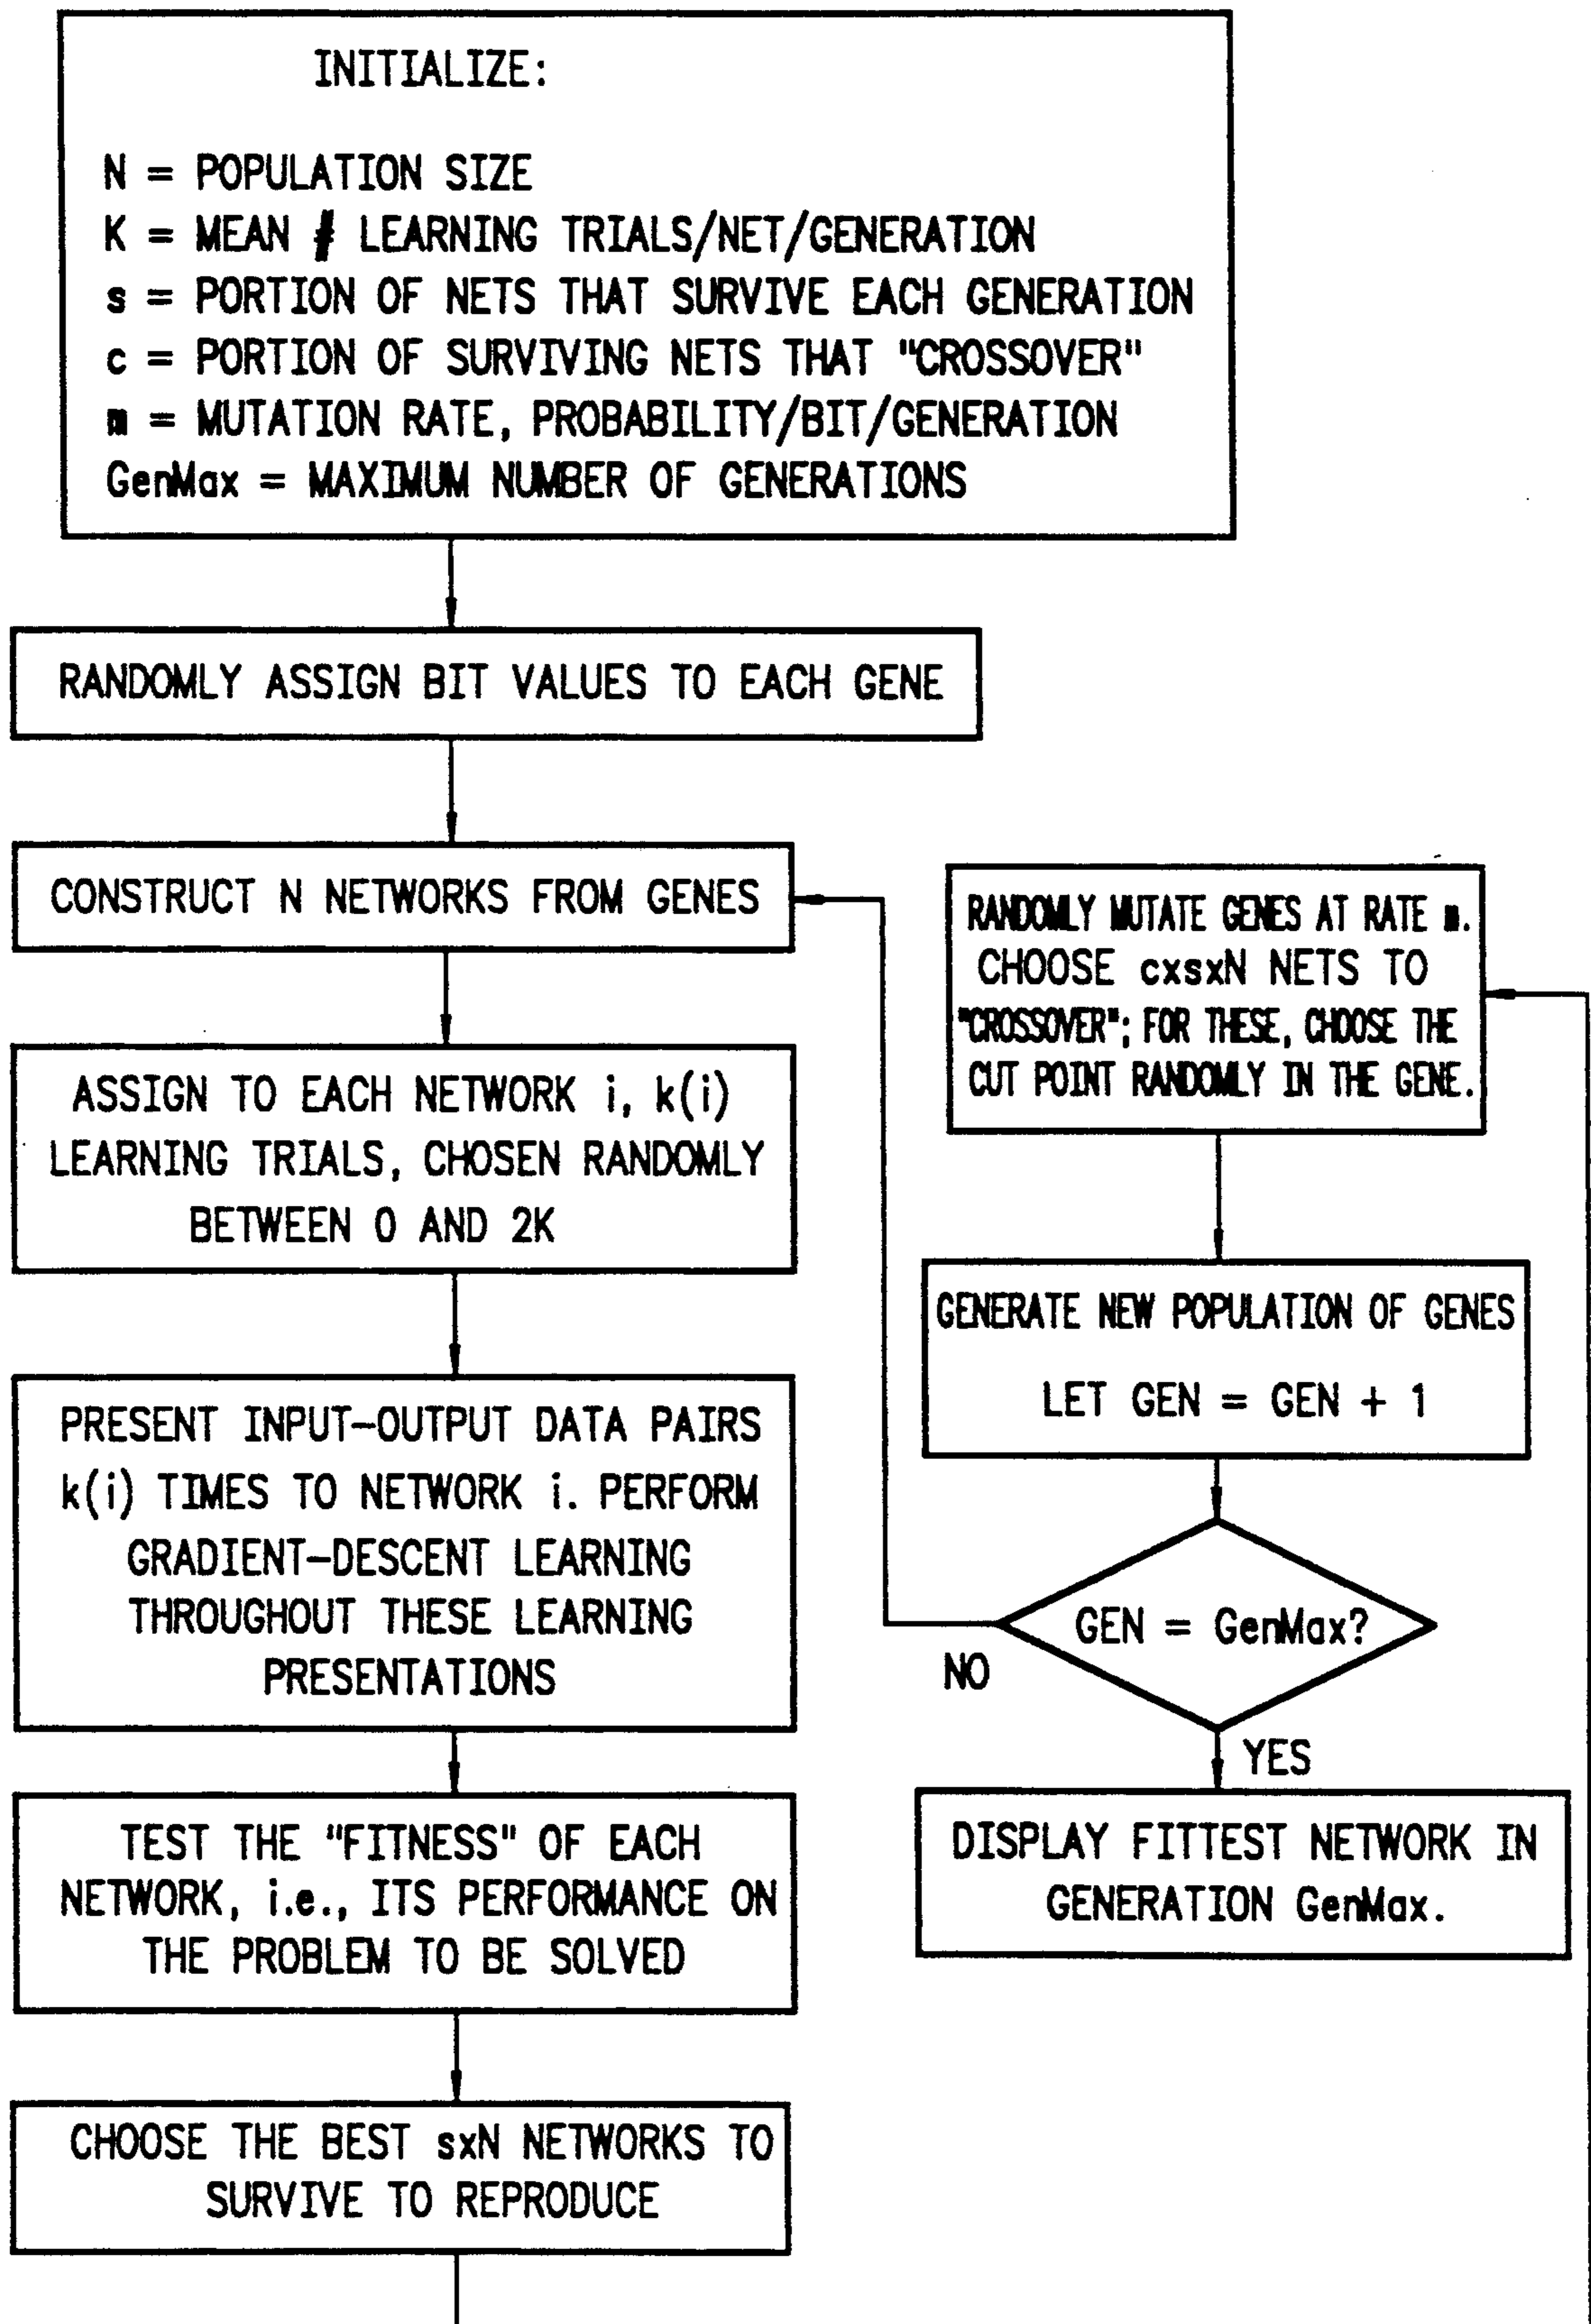 INITIALIZE:
N = POPULATION SIZE
K = MEAN # LEARNING TRIALS/NET/GENERATION
s = PORTION OF NETS THAT SURVIVE EACH GENERATION
c = PORTION OF SURVIVING NETS THAT "CROSSOVER"
m = MUTATION RATE, PROBABILITY/BIT/GENERATION
GenMax = MAXIMUM NUMBER OF GENERATIONS
RANDOMLY ASSIGN BIT VALUES TO EACH GENE
CONSTRUCT N NETWORKS FROM GENES
ASSIGN TO EACH NETWORK i, k(i)
LEARNING TRIALS, CHOSEN RANDOMLY
BETWEEN 0 AND 2K
PRESENT INPUT-OUTPUT DATA PAIRS
k(i) TIMES TO NETWORK i. PERFORM
GRADIENT-DESCENT LEARNING
THROUGHOUT THESE LEARNING
PRESENTATIONS
TEST THE "FITNESS" OF EACH
NETWORK, i.e., ITS PERFORMANCE ON
THE PROBLEM TO BE SOLVED
CHOOSE THE BEST sxN NETWORKS TO
SURVIVE TO REPRODUCE
RANDOMLY MUTATE GENES AT RATE m.
CHOOSE cxsxN NETS TO
"CROSSOVER"; FOR THESE, CHOOSE THE
CUT POINT RANDOMLY IN THE GENE.
GENERATE NEW POPULATION OF GENES
LET GEN = GEN + 1
GEN = GenMax?
NO
YES
DISPLAY FITTEST NETWORK IN
GENERATION GenMax.